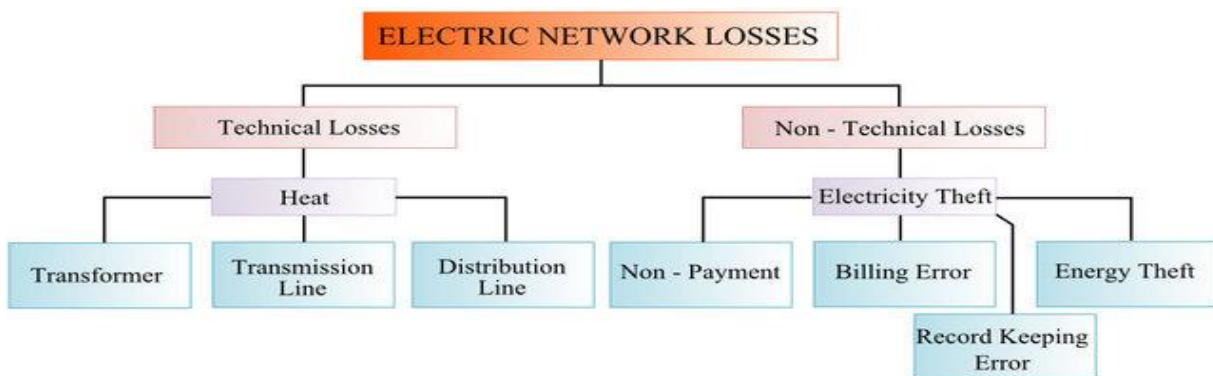 ELECTRIC NETWORK LOSSES
Technical Losses
Non - Technical Losses
Heat
Electricity Theft
Transformer
Transmission
Line
Distribution
Line
Non - Payment
Billing Error
Energy Theft
Record Keeping
Error